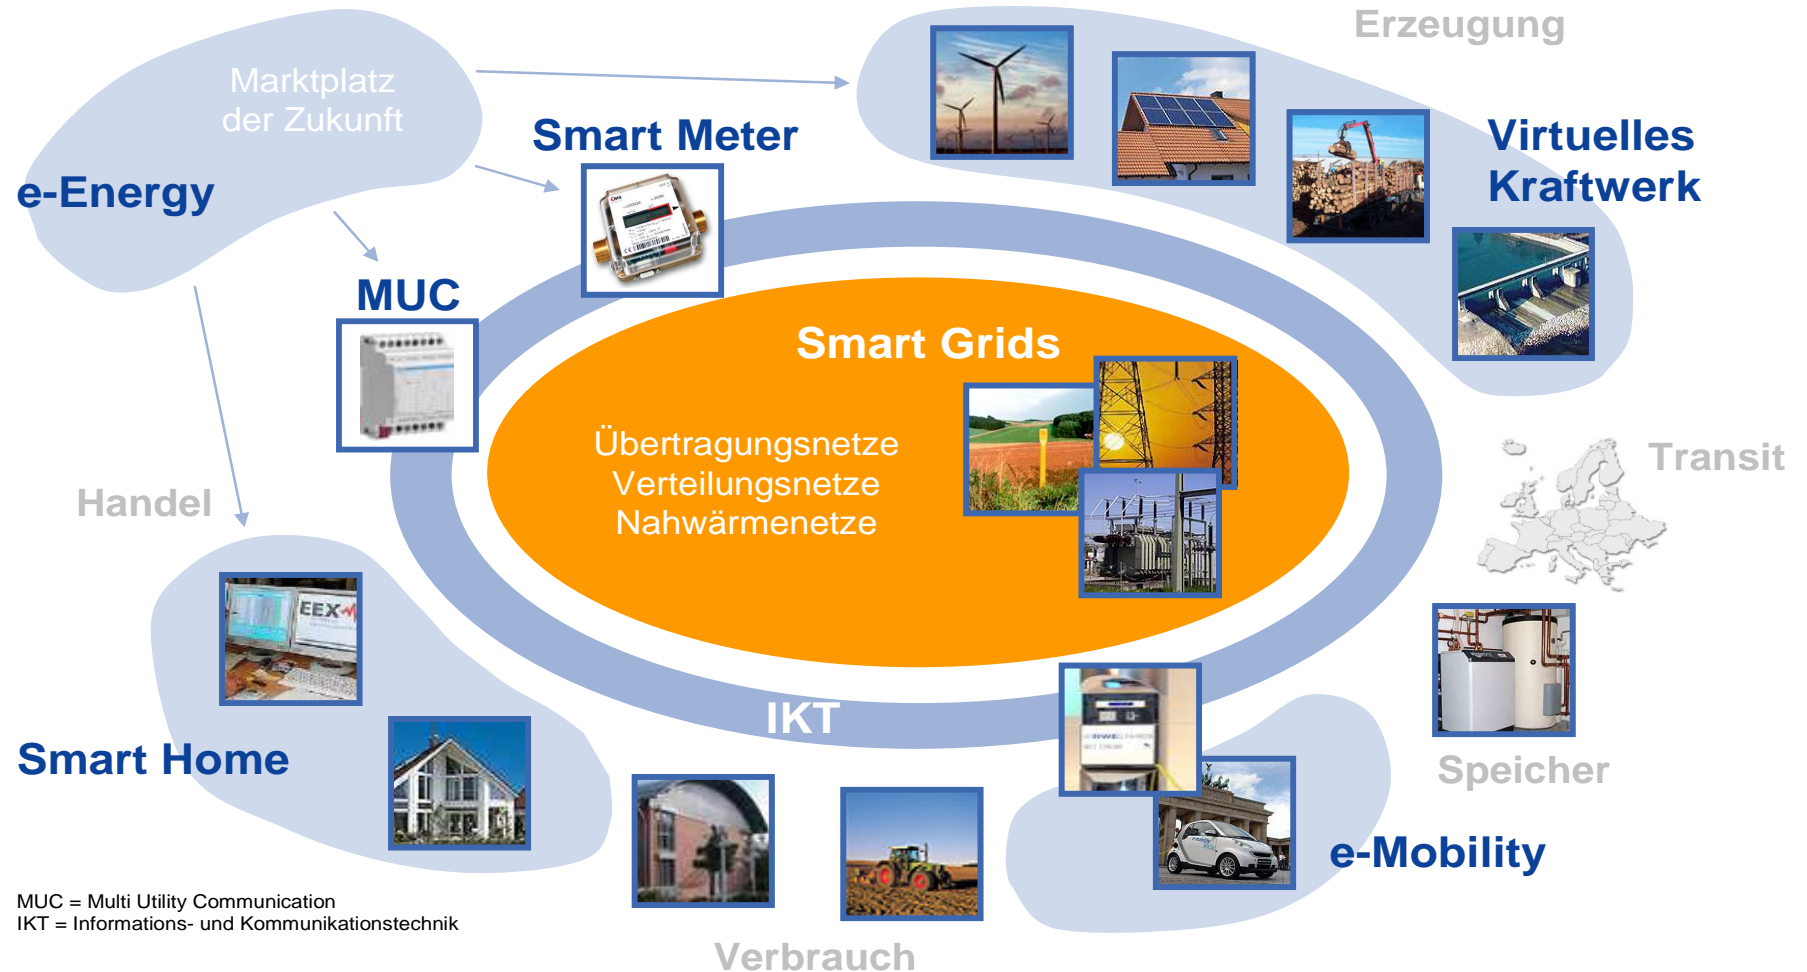 Erzeugung
Marktplatz
der Zukunft
Smart Meter
Virtuelles
Kraftwerk
e-Energy
MUC
Smart Grids
Übertragungsnetze
Verteilungsnetze
Nahwärmenetze
Transit
Handel
EEX
IKT
Smart Home
Speicher
e-Mobility
MUC = Multi Utility Communication
IKT = Informations- und Kommunikationstechnik
Verbrauch